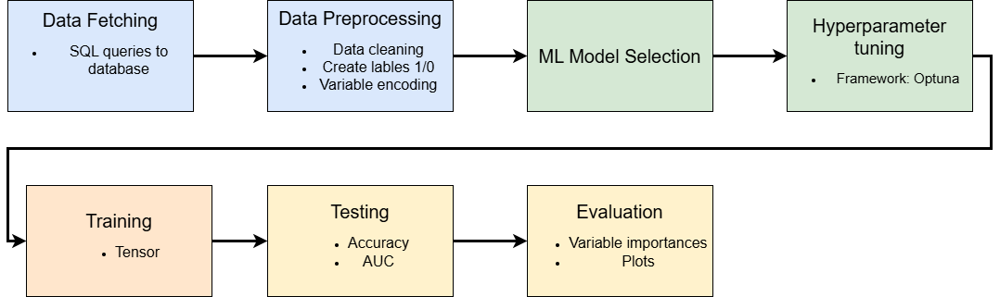 Data Fetching
• SQL queries to
database
Data Preprocessing
• Data cleaning
• Create lables 1/0
• Variable encoding
ML Model Selection
Hyperparameter
tuning
• Framework: Optuna
Training
• Tensor
Testing
• Accuracy
• AUC
Evaluation
• Variable importances
• Plots